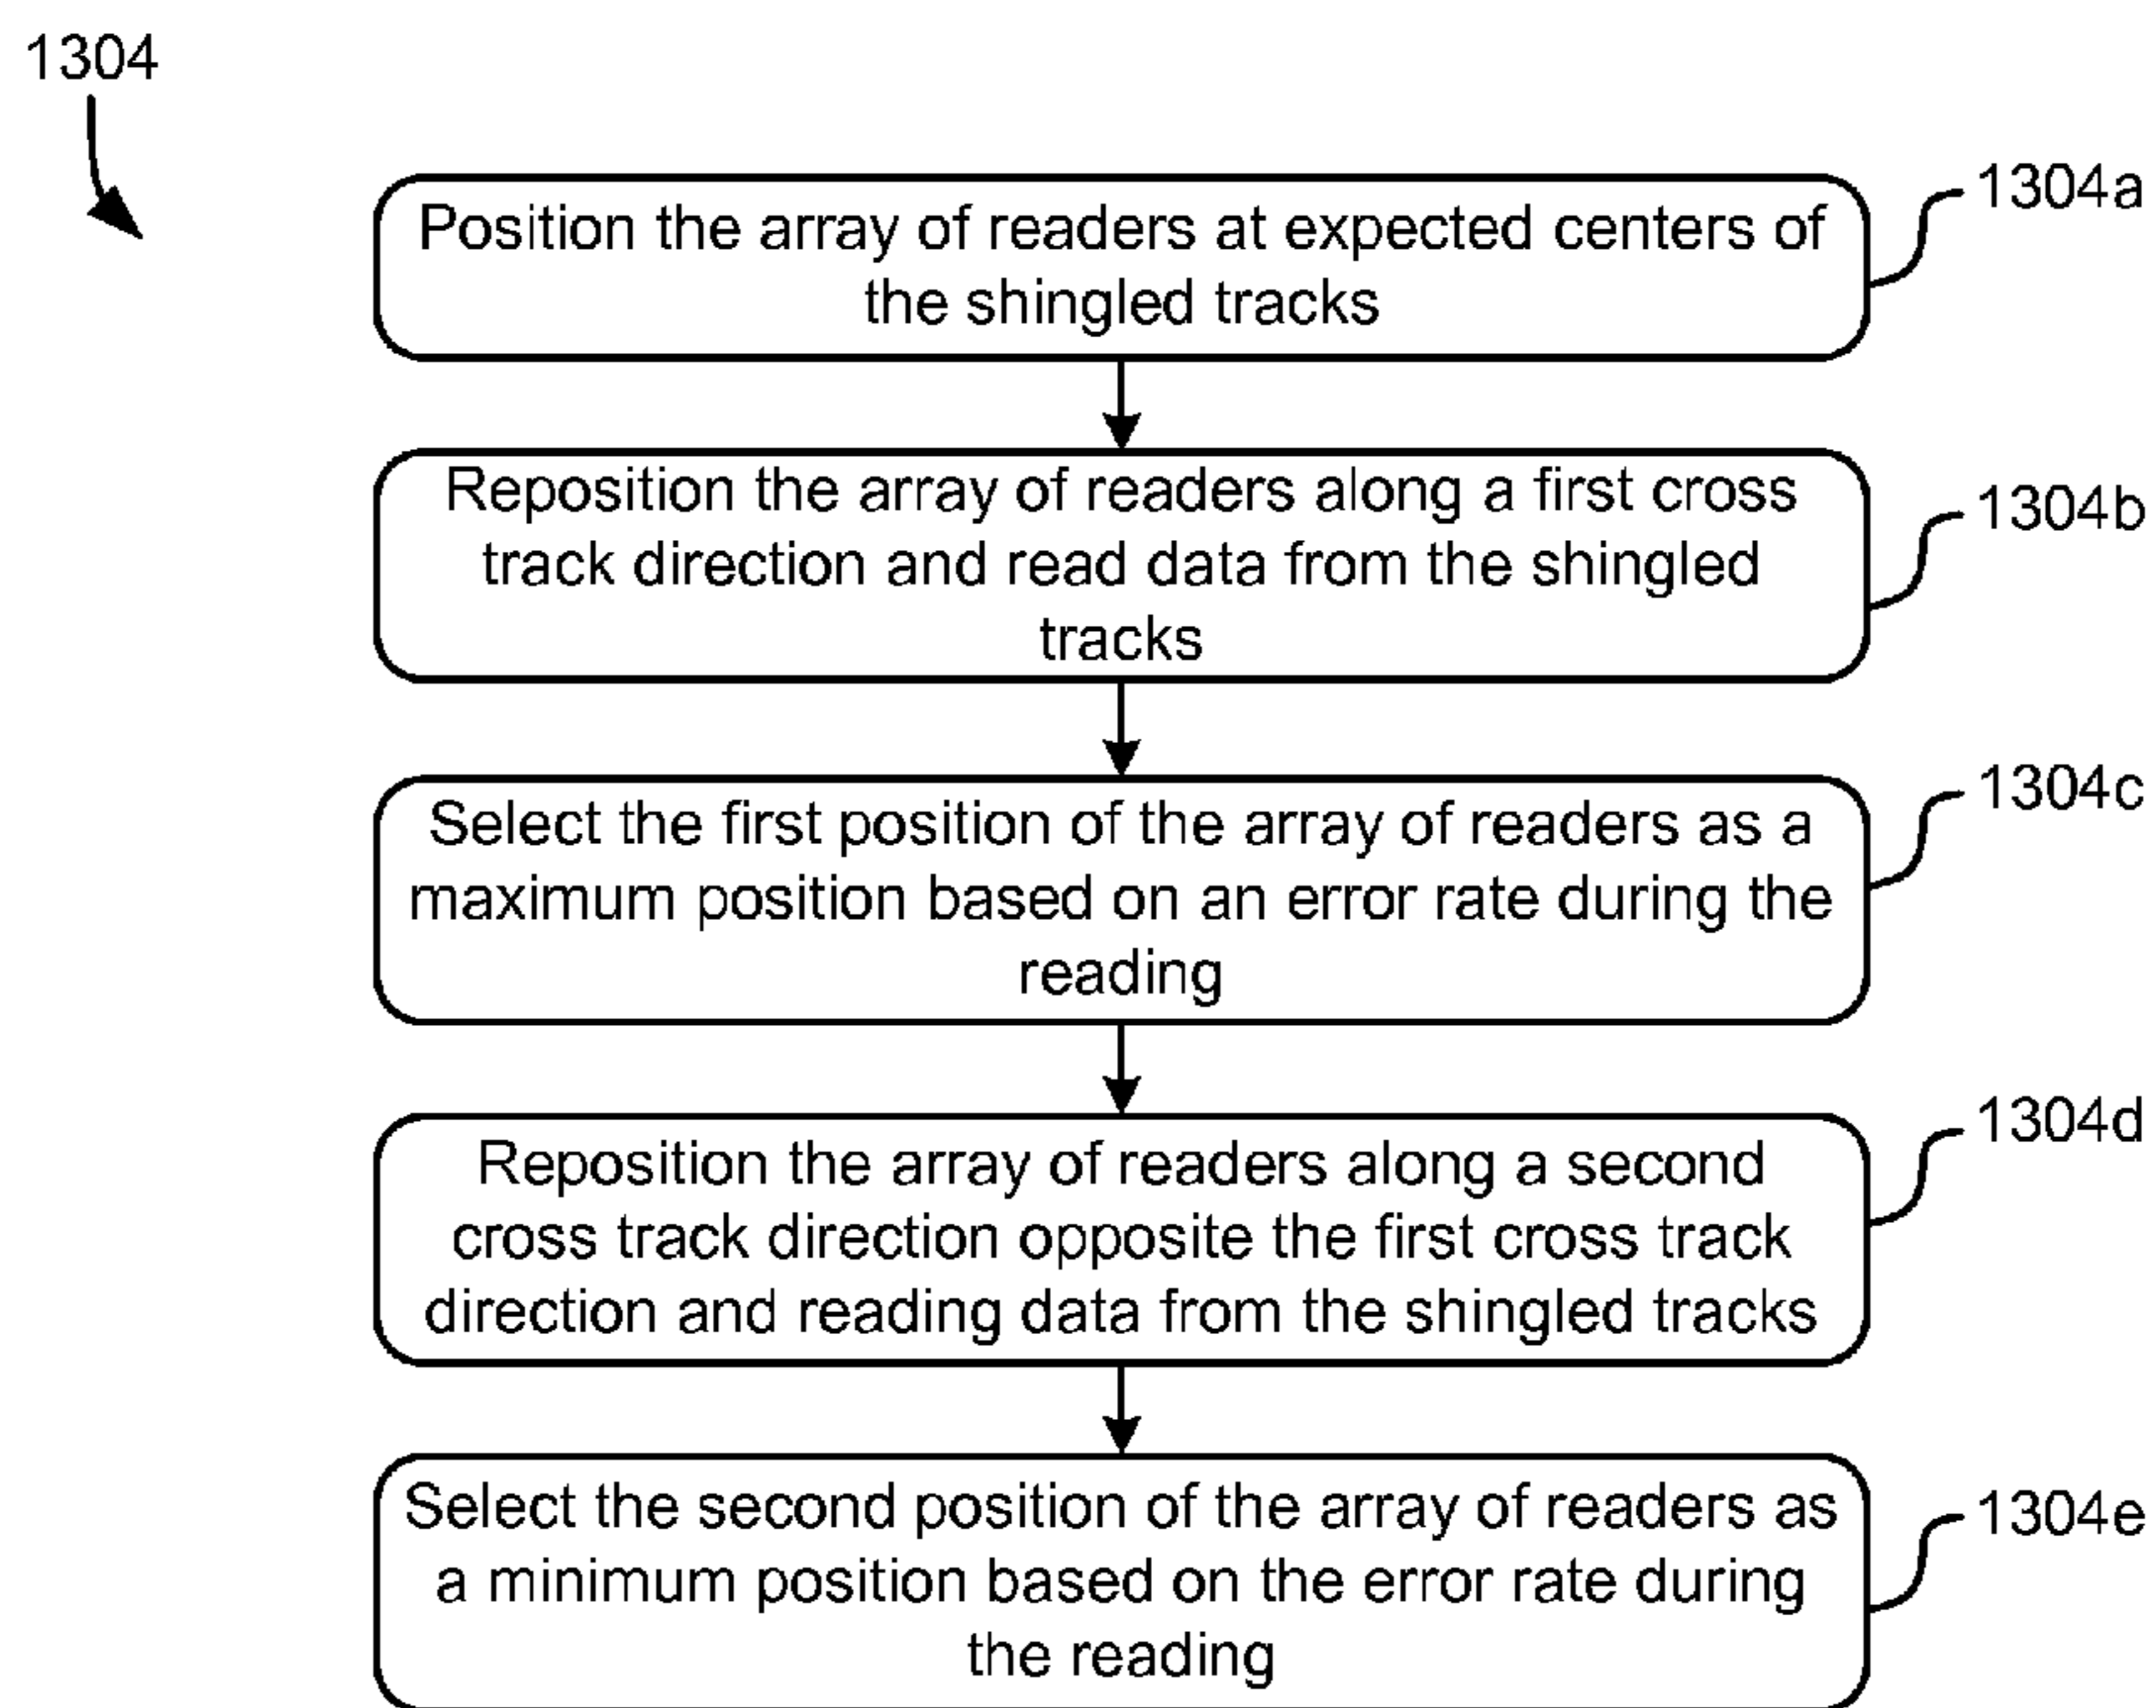 1304
Position the array of readers at expected centers of
the shingled tracks
1304a
Reposition the array of readers along a first cross
track direction and read data from the shingled
tracks
1304b
Select the first position of the array of readers as a
maximum position based on an error rate during the
reading
1304c
Reposition the array of readers along a second
cross track direction opposite the first cross track
direction and reading data from the shingled tracks
1304d
Select the second position of the array of readers as
a minimum position based on the error rate during
the reading
1304e